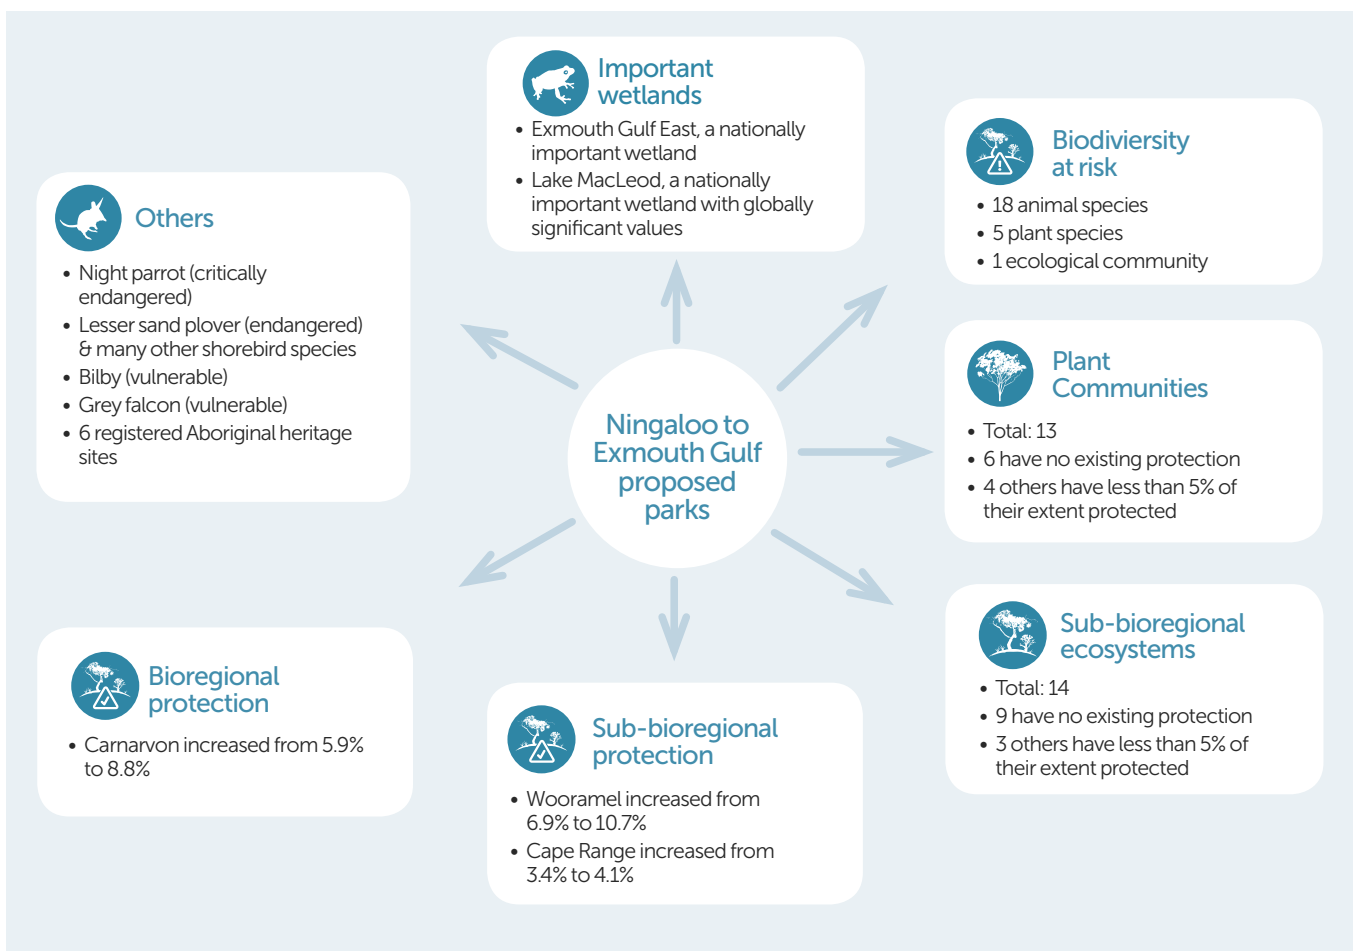 Important
wetlands
• Exmouth Gulf East, a nationally
important wetland
• Lake MacLeod, a nationally
important wetland with globally
significant values
Biodiviersity
at risk
• 18 animal species
• 5 plant species
• 1 ecological community
Others
• Night parrot (critically
endangered)
• Lesser sand plover (endangered)
& many other shorebird species
• Bilby (vulnerable)
• Grey falcon (vulnerable)
• 6 registered Aboriginal heritage
sites
Plant
Communities
• Total: 13
• 6 have no existing protection
• 4 others have less than 5% of
their extent protected
Ningaloo to
Exmouth Gulf
proposed
parks
Sub-bioregional
ecosystems
• Total: 14
• 9 have no existing protection
• 3 others have less than 5% of
their extent protected
Bioregional
protection
• Carnarvon increased from 5.9%
to 8.8%
Sub-bioregional
protection
• Wooramel increased from
6.9% to 10.7%
• Cape Range increased from
3.4% to 4.1%